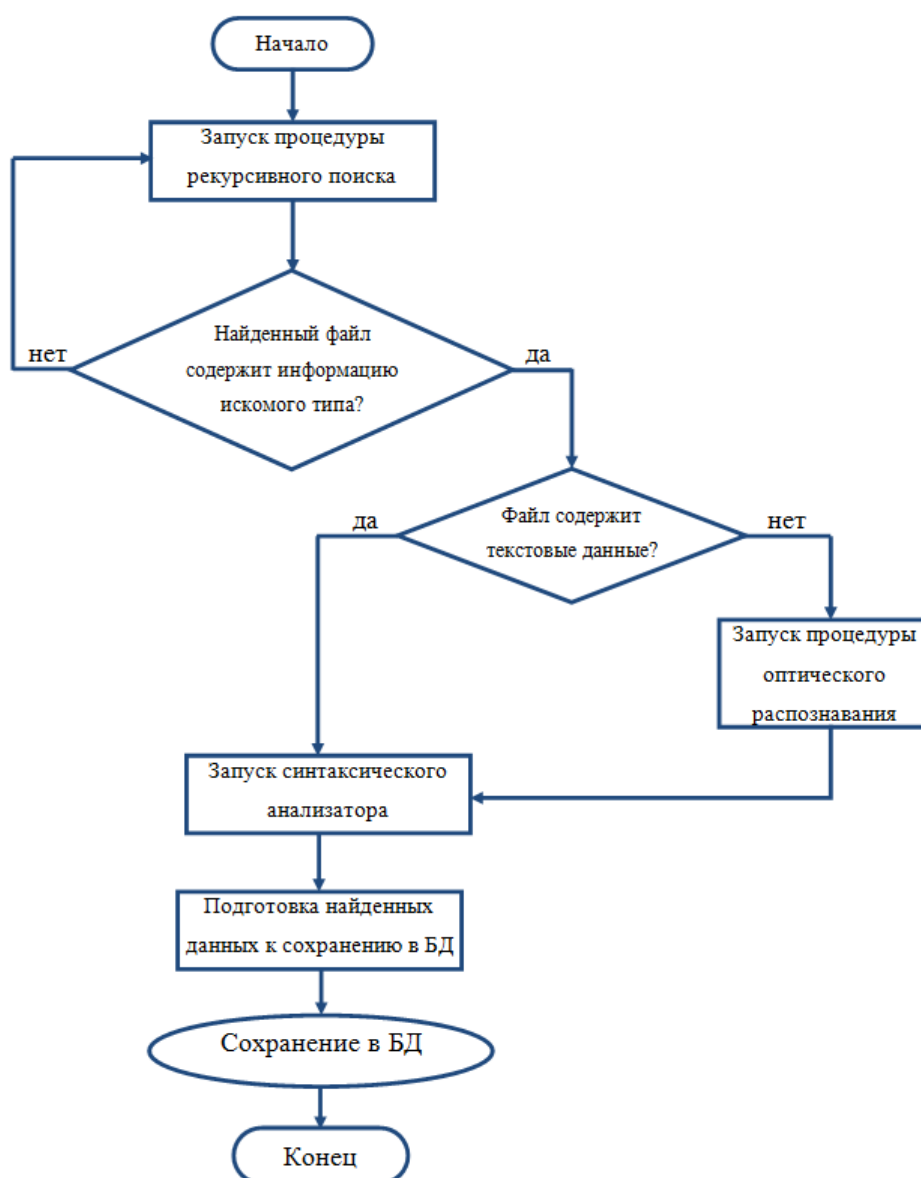 Начало
Запуск процедуры
рекурсивного поиска
Найденный файл
содержит информацию
искомого типа?
нет
да
Файл содержит
текстовые данные?
да
нет
Запуск процедуры
оптического
распознавания
Запуск синтаксического
анализатора
Подготовка найденных
данных к сохранению в БД
Сохранение в БД
Конец